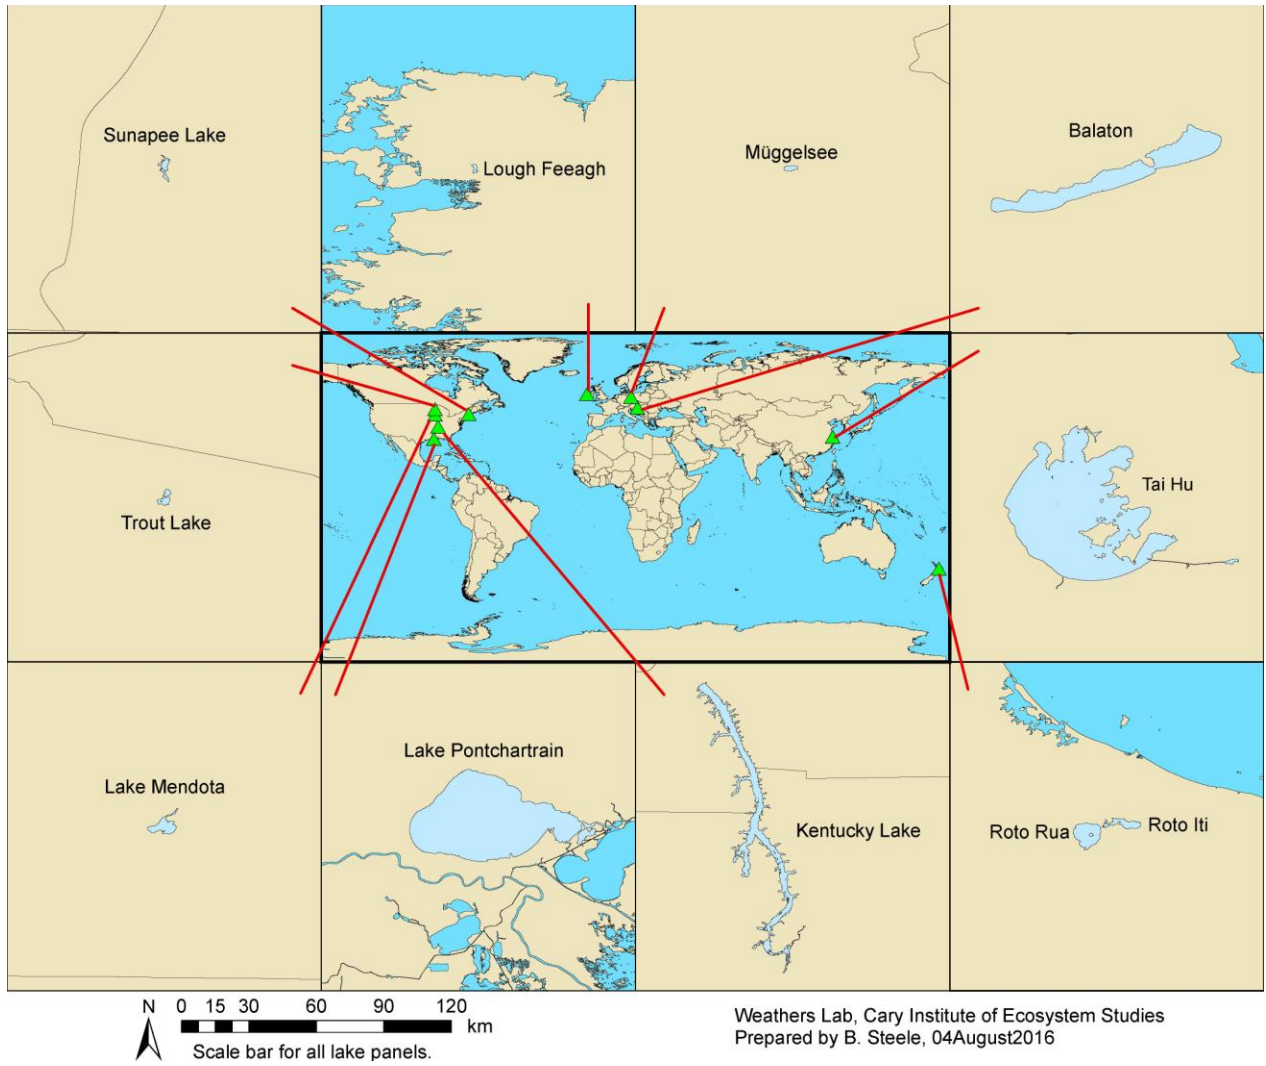 Sunapee Lake
Lough Feeagh
Müggelsee
Balaton
Trout Lake
Tai Hu
Lake Mendota
Lake Pontchartrain
Kentucky Lake
Roto Rua
Roto Iti
N
0 15 30 60 90 120
km
Scale bar for all lake panels.
Weathers Lab, Cary Institute of Ecosystem Studies
Prepared by B. Steele, 04August2016